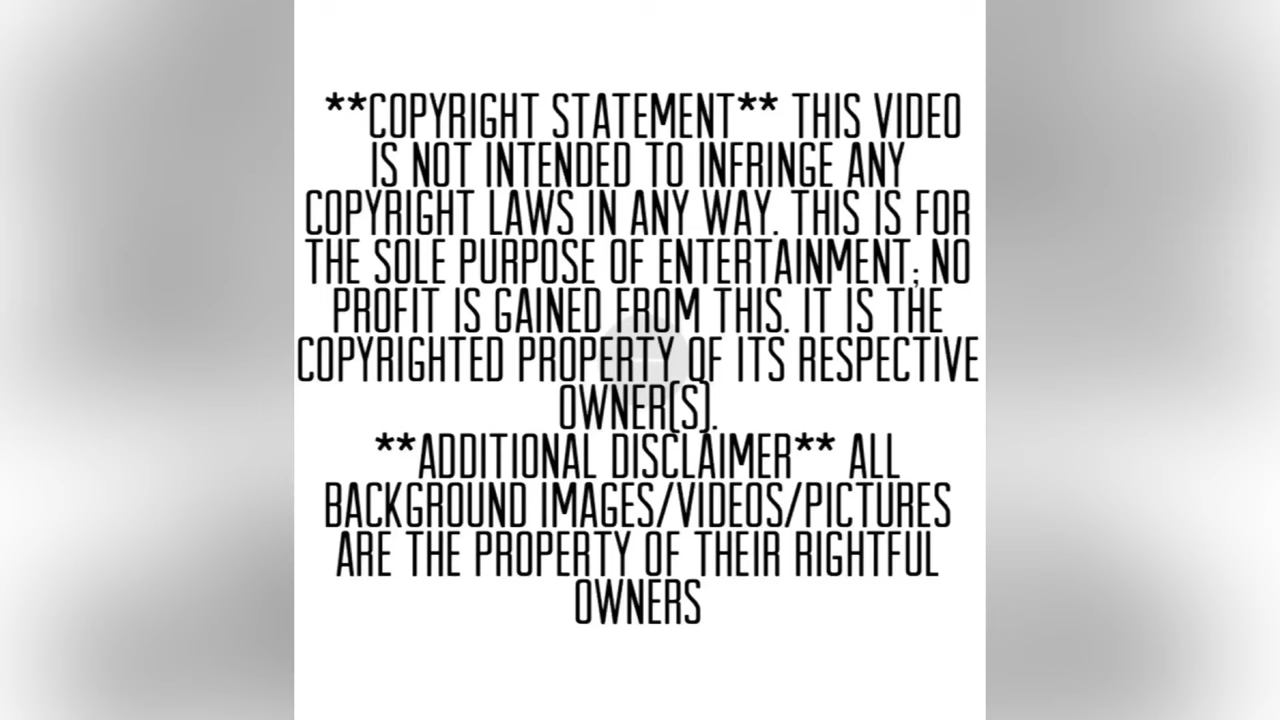 **COPYRIGHT STATEMENT** THIS VIDEO
IS NOT INTENDED TO INFRINGE ANY
COPYRIGHT LAWS IN ANY WAY. THIS IS FOR
THE SOLE PURPOSE OF ENTERTAINMENT; NO
PROFIT IS GAINED FROM THIS. IT IS THE
COPYRIGHTED PROPERTY OF ITS RESPECTIVE
OWNER(S).
**ADDITIONAL DISCLAIMER** ALL
BACKGROUND IMAGES/VIDEOS/PICTURES
ARE THE PROPERTY OF THEIR RIGHTFUL
OWNERS